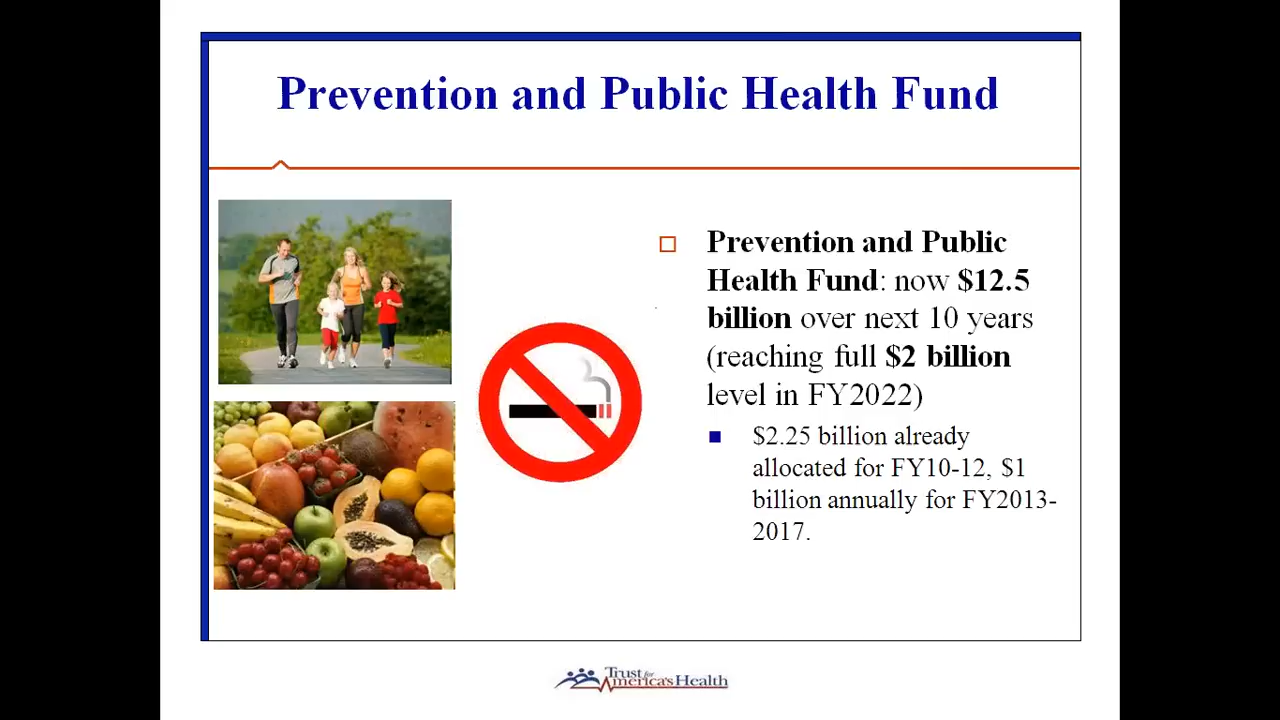 Prevention and Public Health Fund
Prevention and Public
Health Fund: now $12.5
billion over next 10 years
(reaching full $2 billion
level in FY2022)
$2.25 billion already
allocated for FY10-12, $1
billion annually for FY2013-
2017.
Trust for
America's Health